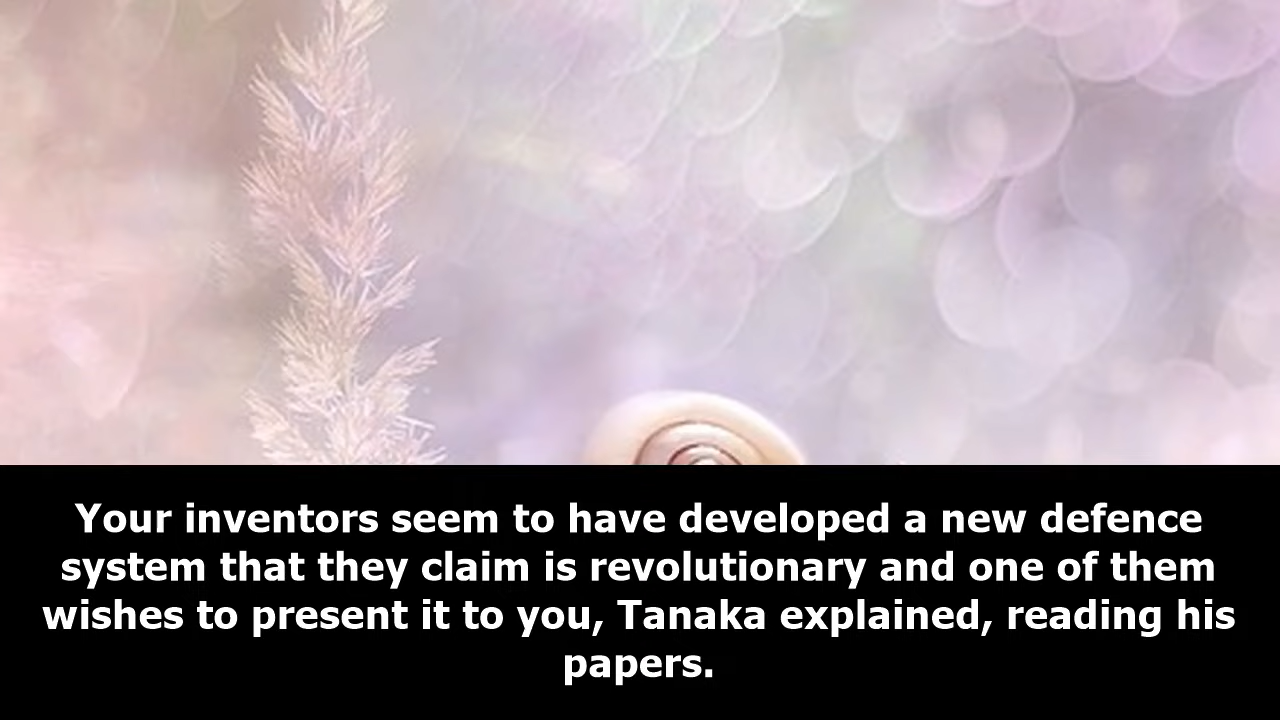 Your inventors seem to have developed a new defence
system that they claim is revolutionary and one of them
wishes to present it to you, Tanaka explained, reading his
papers.